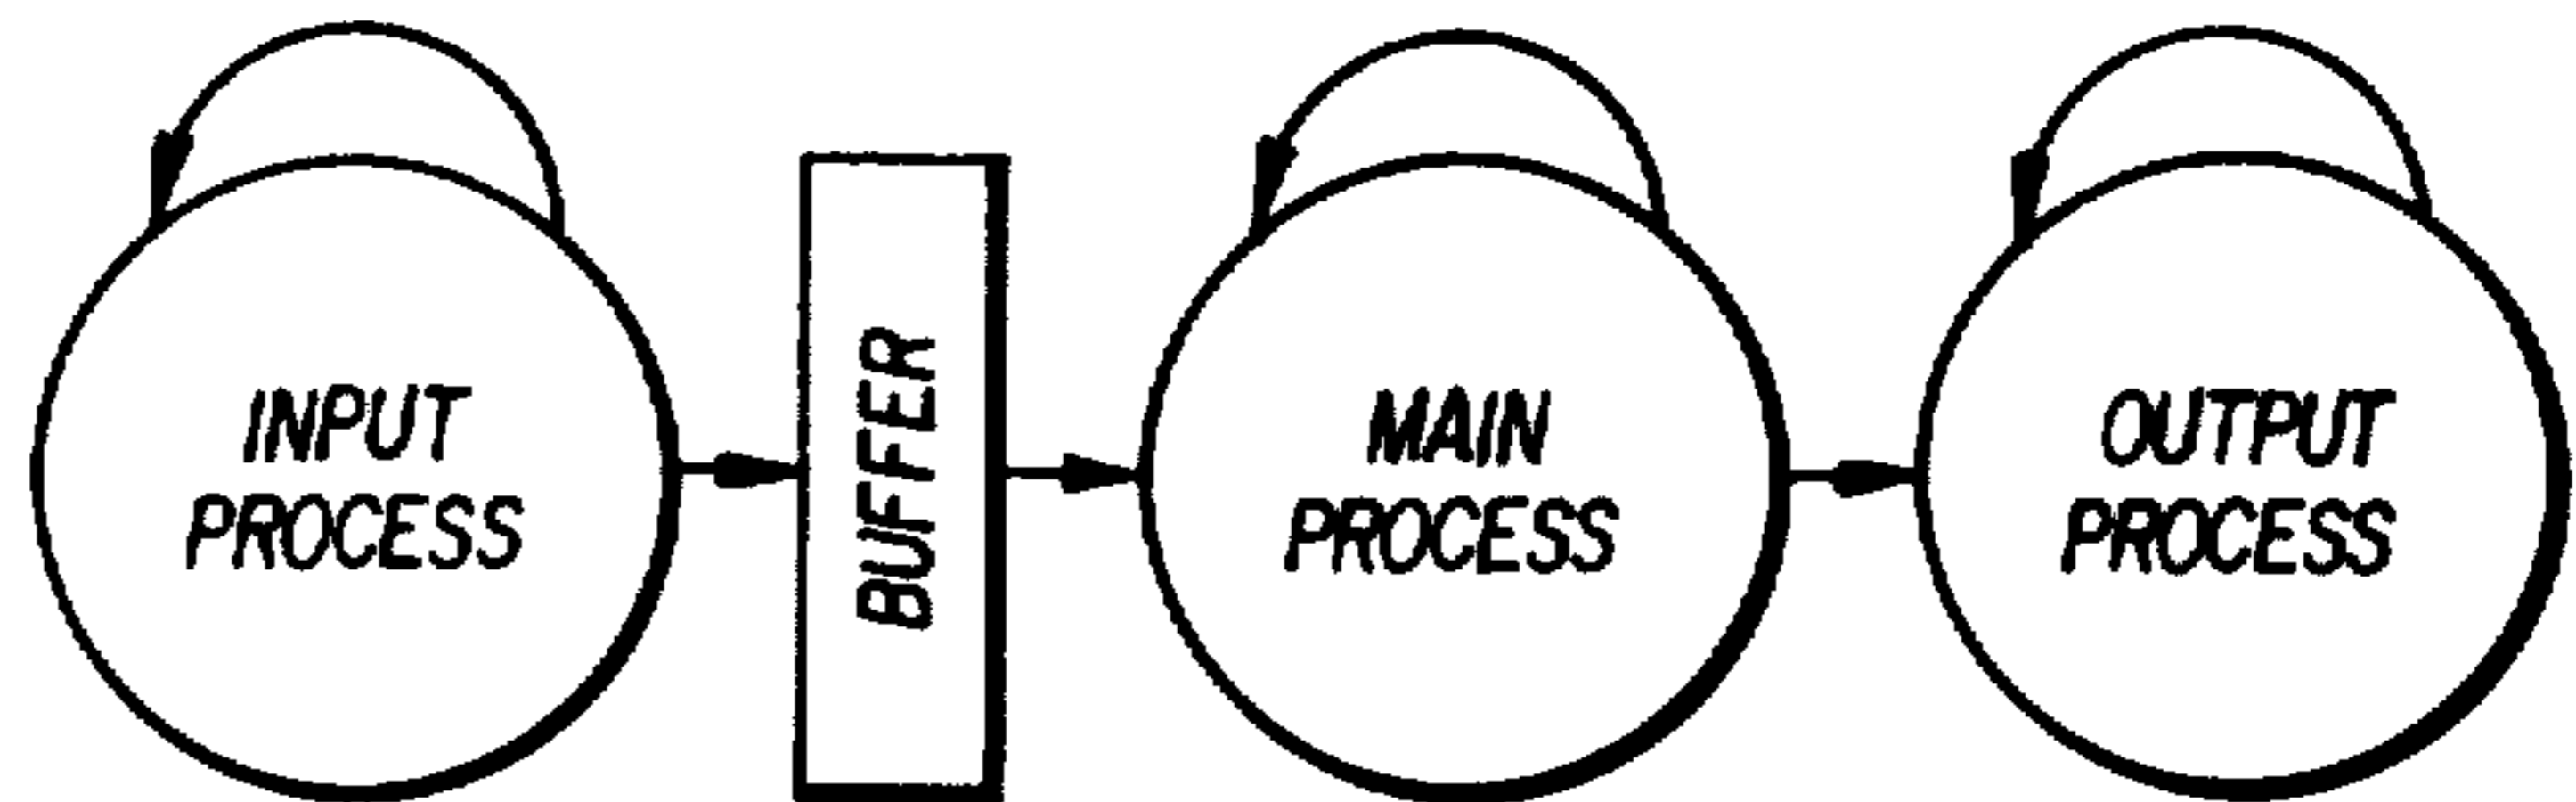 INPUT
PROCESS
BUFFER
MAIN
PROCESS
OUTPUT
PROCESS